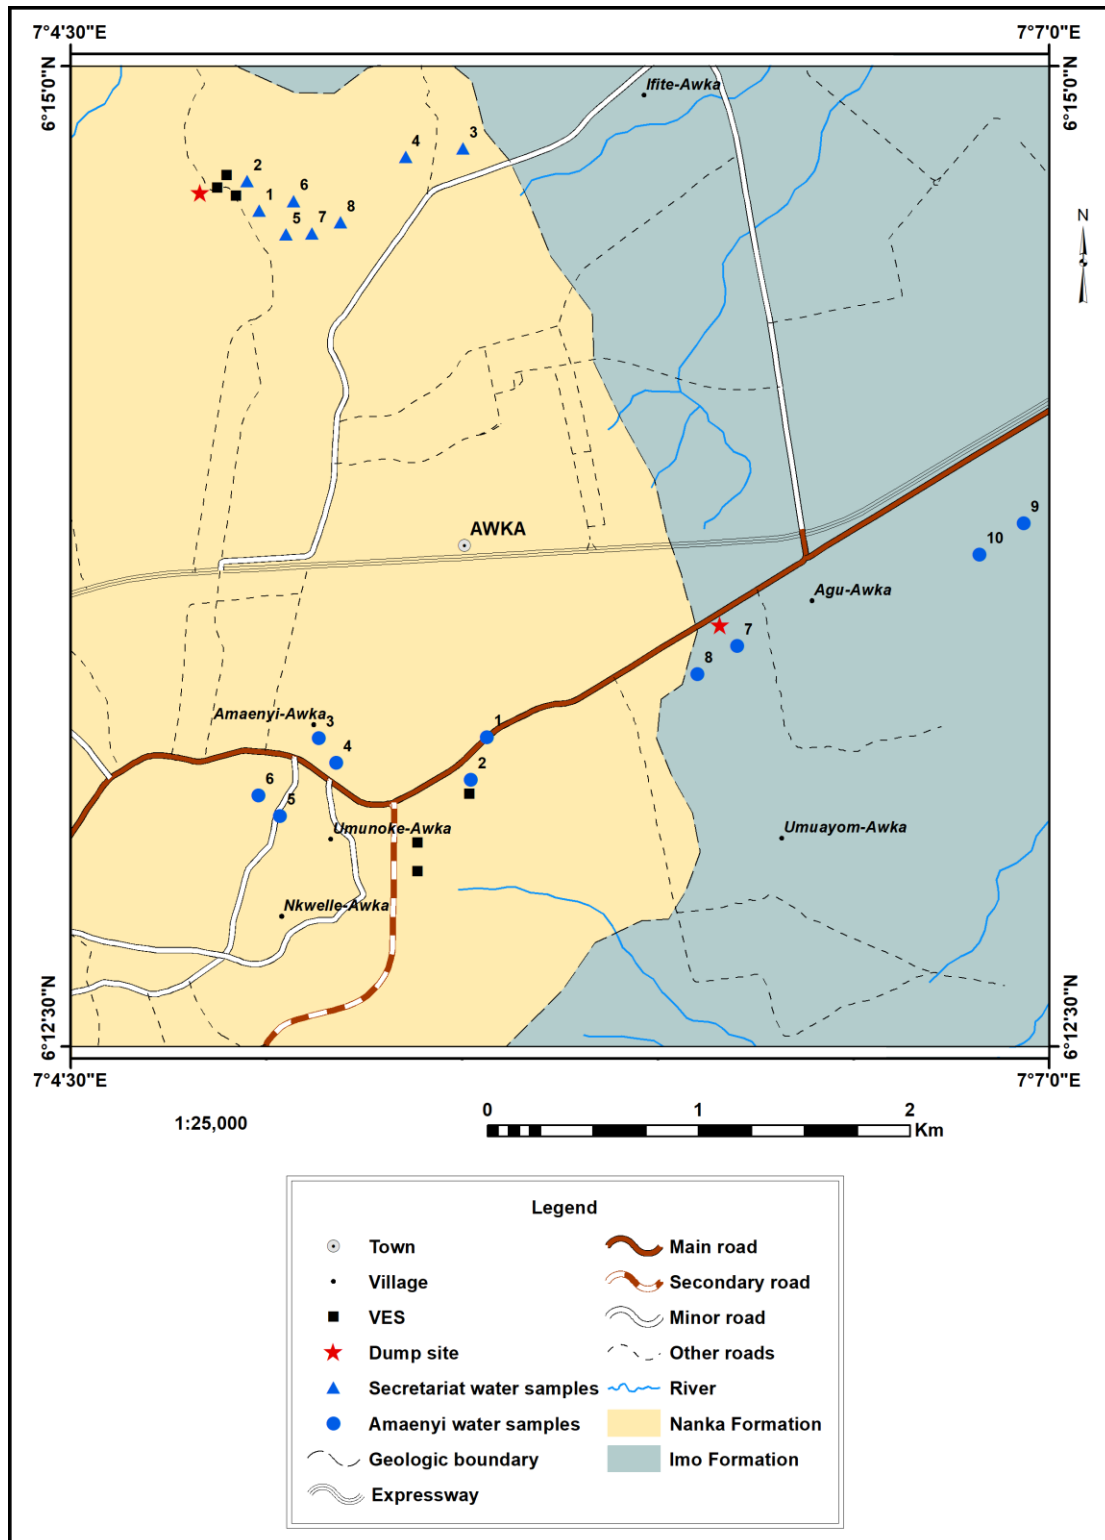 7°4'30"E
7°7'0"E
6°15'0"N
6°15'0"N
Ifite-Awka
3
4
2
6
1
8
5
7
N
AWKA
9
10
Agu-Awka
7
8
Amaenyi-Awka
3
1
4
2
6
5
Umunoke-Awka
Umuayom-Awka
Nkwelle-Awka
6°12'30"N
6°12'30"N
7°4'30"E
7°7'0"E
1:25,000
0 1 2
Km
Legend
Town
Village
VES
Dump site
Secretariat water samples
Amaenyi water samples
Geologic boundary
Expressway
Main road
Secondary road
Minor road
Other roads
River
Nanka Formation
Imo Formation